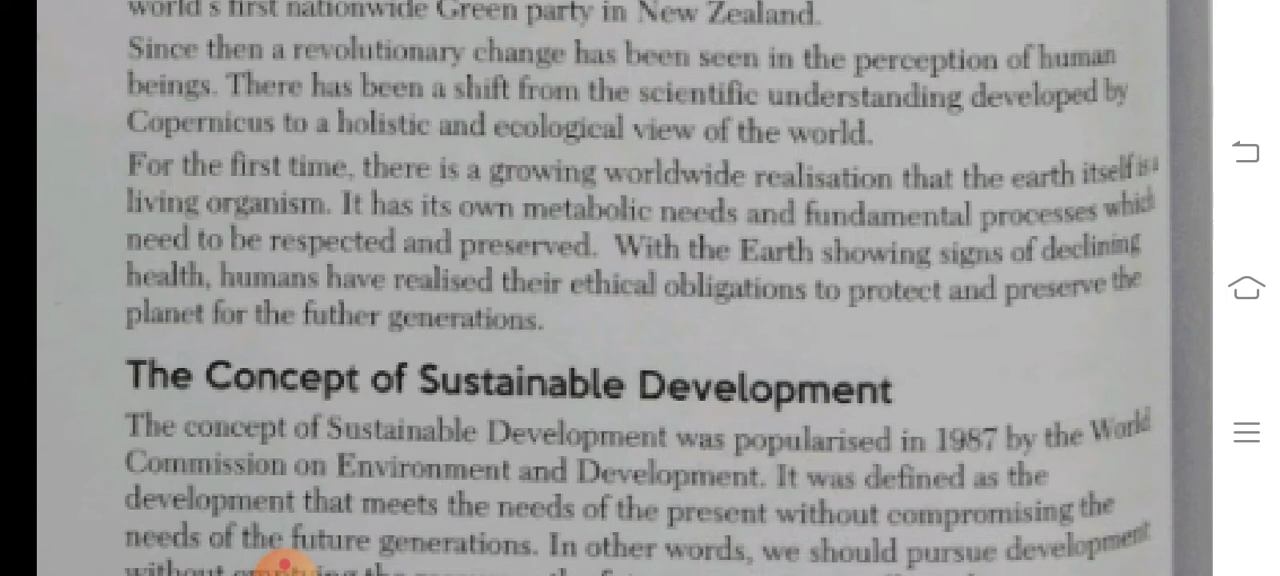 world's first nationwide Green party in New Zealand.
Since then a revolutionary change has been seen in the perception of human
beings. There has been a shift from the scientific understanding developed by
Copernicus to a holistic and ecological view of the world.
For the first time, there is a growing worldwide realisation that the earth itself is a
living organism. It has its own metabolic needs and fundamental processes which
need to be respected and preserved. With the Earth showing signs of declining
health, humans have realised their ethical obligations to protect and preserve the
planet for the futher generations.
The Concept of Sustainable Development
The concept of Sustainable Development was popularised in 1987 by the World
Commission on Environment and Development. It was defined as the
development that meets the needs of the present without compromising the
needs of the future generations. In other words, we should pursue development
without